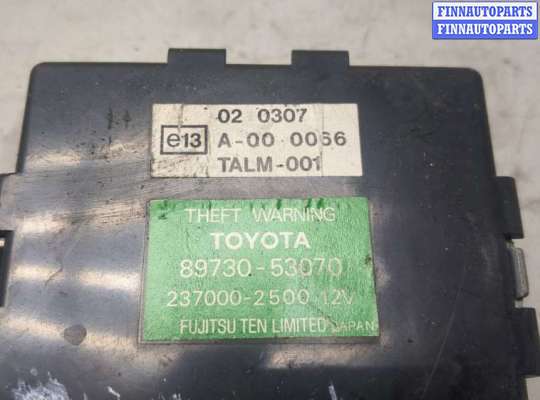 FINNAUTOPARTS
FINNAUTOPARTS
02 0307
e13 A-00 0066
TALM-001
THEFT WARNING
TOYOTA
89730-53070
237000-2500 12V
FUJITSU TEN LIMITED JAPAN